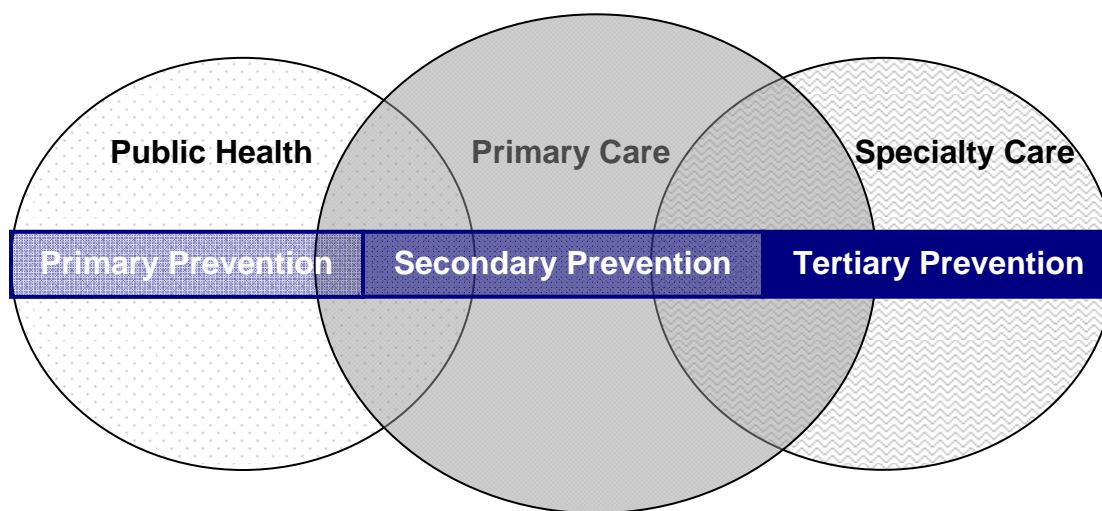 Public Health
Primary Care
Specialty Care
Primary Prevention
Secondary Prevention
Tertiary Prevention